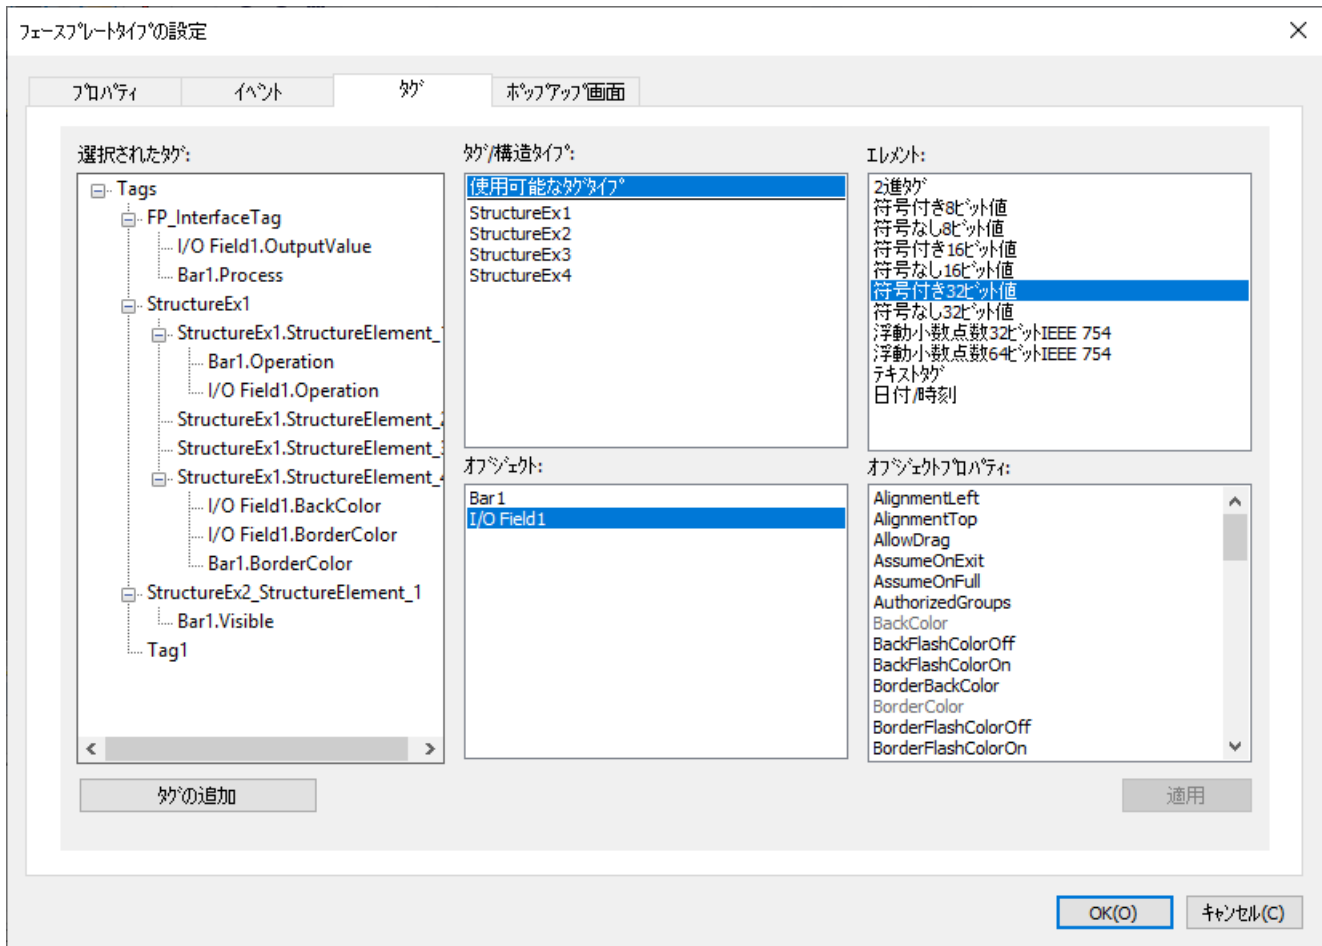 フェースプレートタイプの設定
プロパティ
イベント
タグ
ポップアップ画面
選択されたタグ:
Tags
FP_InterfaceTag
I/O Field1.OutputValue
Bar1.Process
StructureEx1
StructureEx1.StructureElement_1
Bar1.Operation
I/O Field1.Operation
StructureEx1.StructureElement_2
StructureEx1.StructureElement_3
StructureEx1.StructureElement_4
I/O Field1.BackColor
I/O Field1.BorderColor
Bar1.BorderColor
StructureEx2_StructureElement_1
Bar1.Visible
Tag1
タグの追加
タグ/構造タイプ:
使用可能なタグタイプ
StructureEx1
StructureEx2
StructureEx3
StructureEx4
オブジェクト:
Bar1
I/O Field1
エレメント:
2進タグ
符号付き8ビット値
符号なし8ビット値
符号付き16ビット値
符号なし16ビット値
符号付き32ビット値
符号なし32ビット値
浮動小数点数32ビットIEEE 754
浮動小数点数64ビットIEEE 754
テキストタグ
日付/時刻
オブジェクトプロパティ:
AlignmentLeft
AlignmentTop
AllowDrag
AssumeOnExit
AssumeOnFull
AuthorizedGroups
BackColor
BackFlashColorOff
BackFlashColorOn
BorderBackColor
BorderColor
BorderFlashColorOff
BorderFlashColorOn
適用
OK(O)
キャンセル(C)